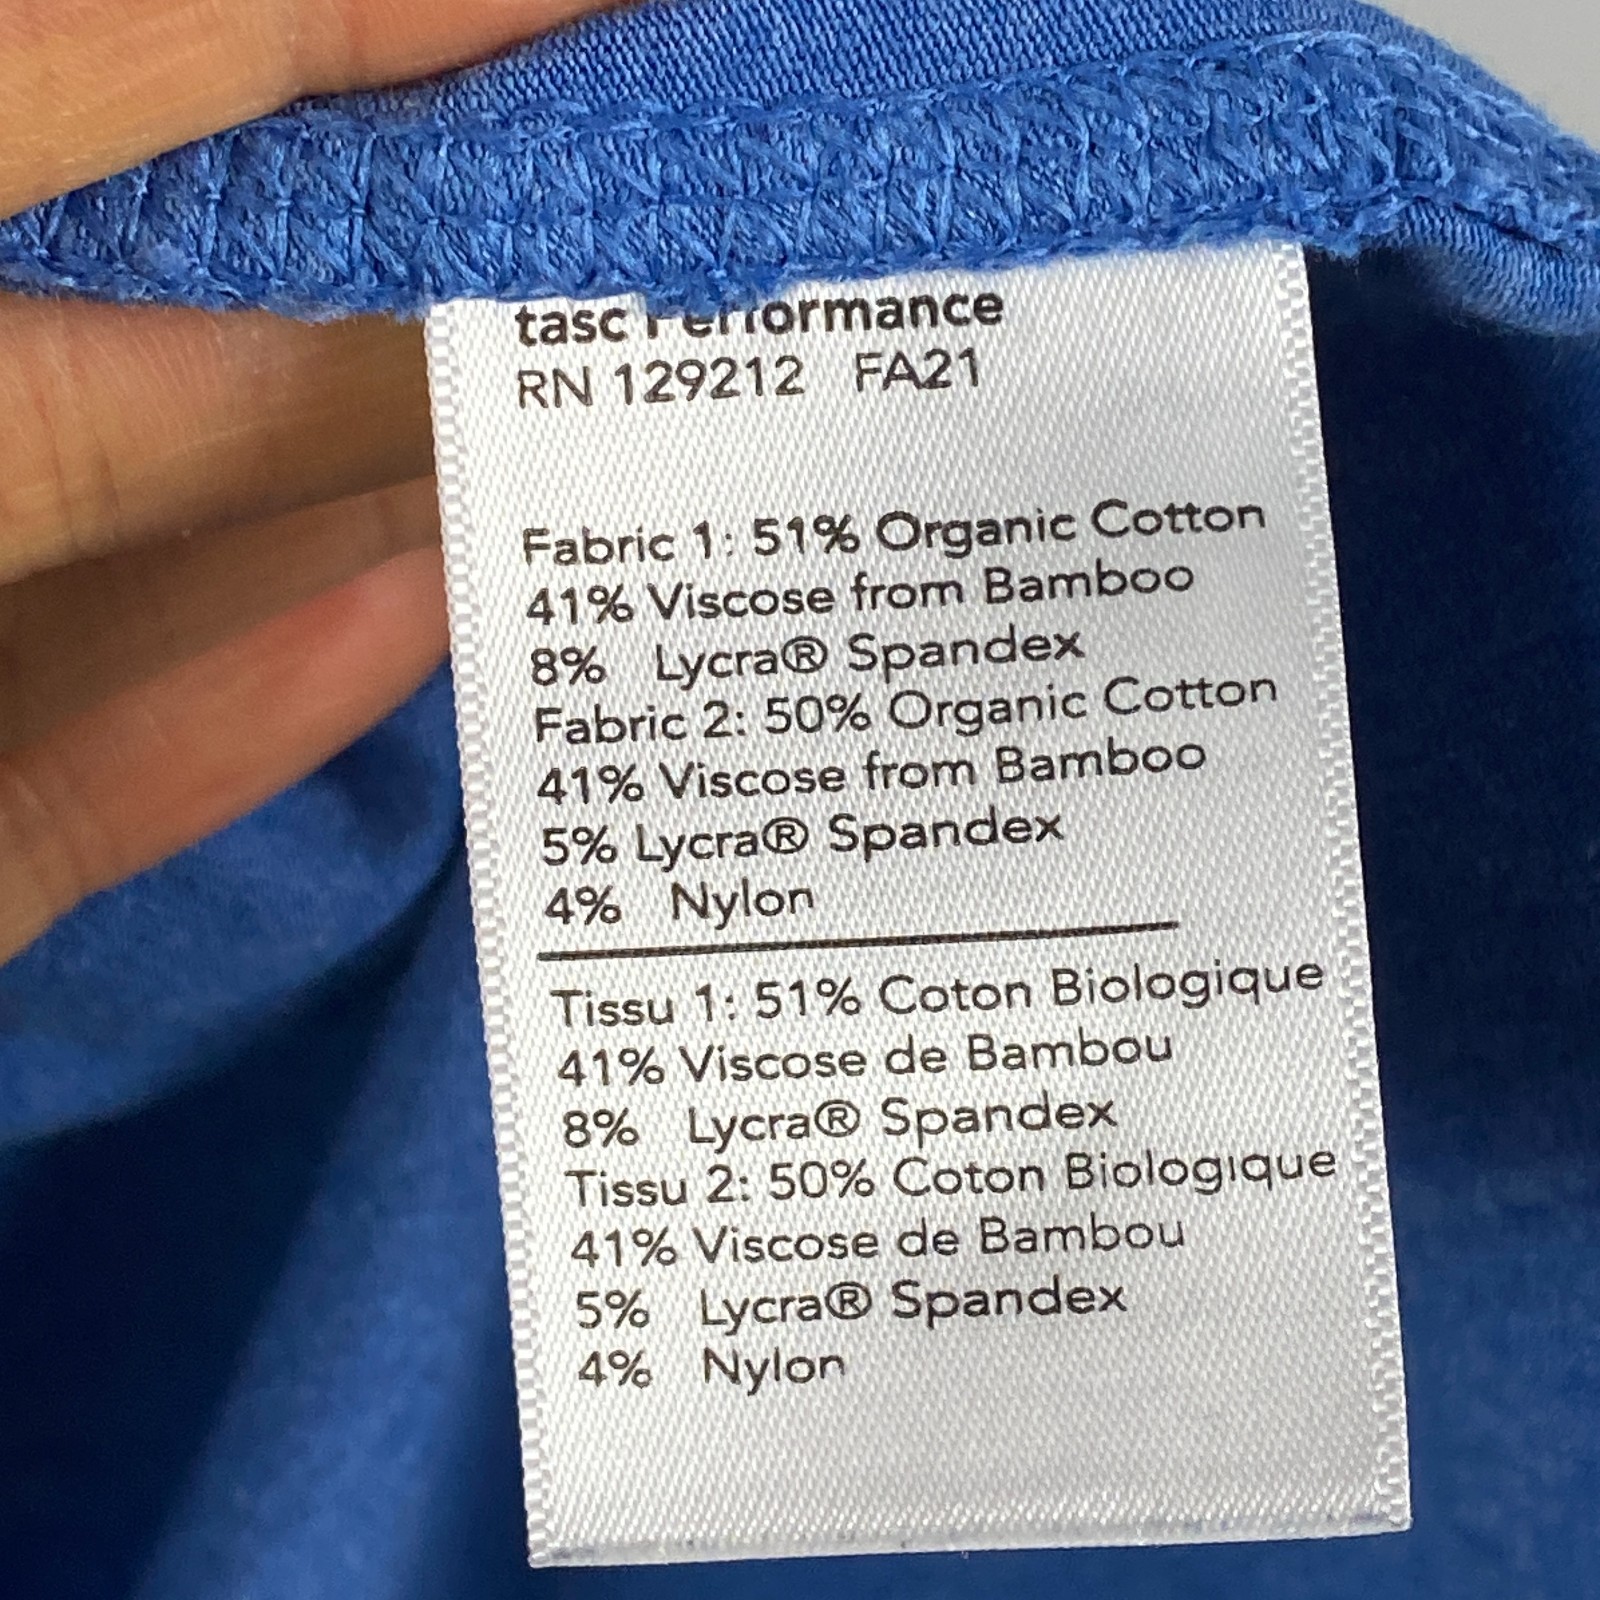 tasc Performance
RN 129212 FA21
Fabric 1: 51% Organic Cotton
41% Viscose from Bamboo
8% Lycra® Spandex
Fabric 2: 50% Organic Cotton
41% Viscose from Bamboo
5% Lycra® Spandex
4% Nylon
Tissu 1: 51% Coton Biologique
41% Viscose de Bambou
8% Lycra® Spandex
Tissu 2: 50% Coton Biologique
41% Viscose de Bambou
5% Lycra® Spandex
4% Nylon